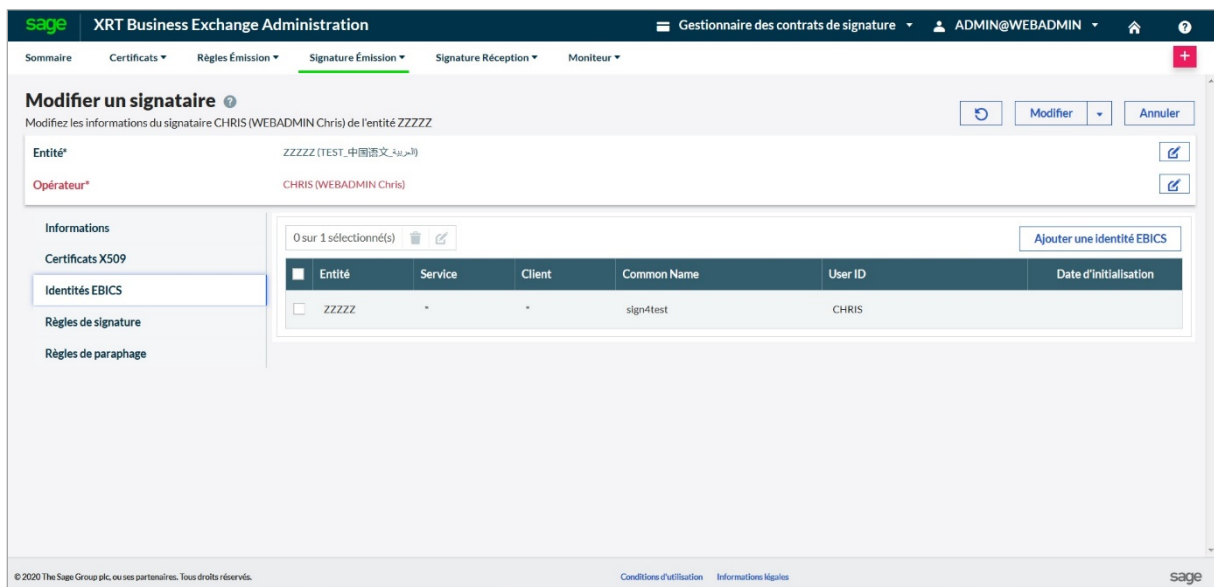 sage XRT Business Exchange Administration Gestionnaire des contrats de signature ADMIN@WEBADMIN ?
Sommaire Certificats Règles Émission Signature Émission Signature Réception Moniteur +
Modifier un signataire ?
Modifiez les informations du signataire CHRIS (WEBADMIN Chris) de l'entité ZZZZZ
Modifier Annuler
Entité* ZZZZZ (TEST_中国语文_العربية)
Opérateur* CHRIS (WEBADMIN Chris)
Informations
Certificats X509
Identités EBICS
Règles de signature
Règles de paraphage
0 sur 1 sélectionné(s) Ajouter une identité EBICS
Entité Service Client Common Name User ID Date d'initialisation
ZZZZZ * * sign4test CHRIS
© 2020 The Sage Group plc, ou ses partenaires. Tous droits réservés. Conditions d'utilisation Informations légales sage